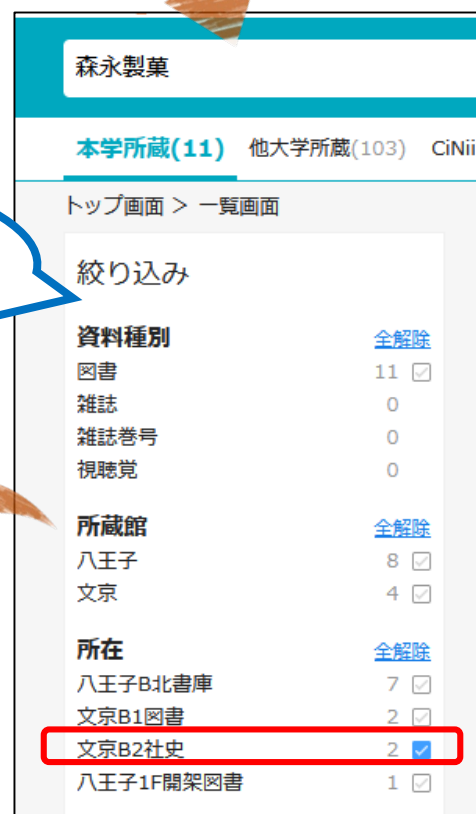 森永製菓
本学所蔵(11) 他大学所蔵(103) CiNii
トップ画面 > 一覧画面
絞り込み
資料種別 全解除
図書 11
雑誌 0
雑誌巻号 0
視聴覚 0
所蔵館 全解除
八王子 8
文京 4
所在 全解除
八王子B北書庫 7
文京B1図書 2
文京B2社史 2
八王子1F開架図書 1